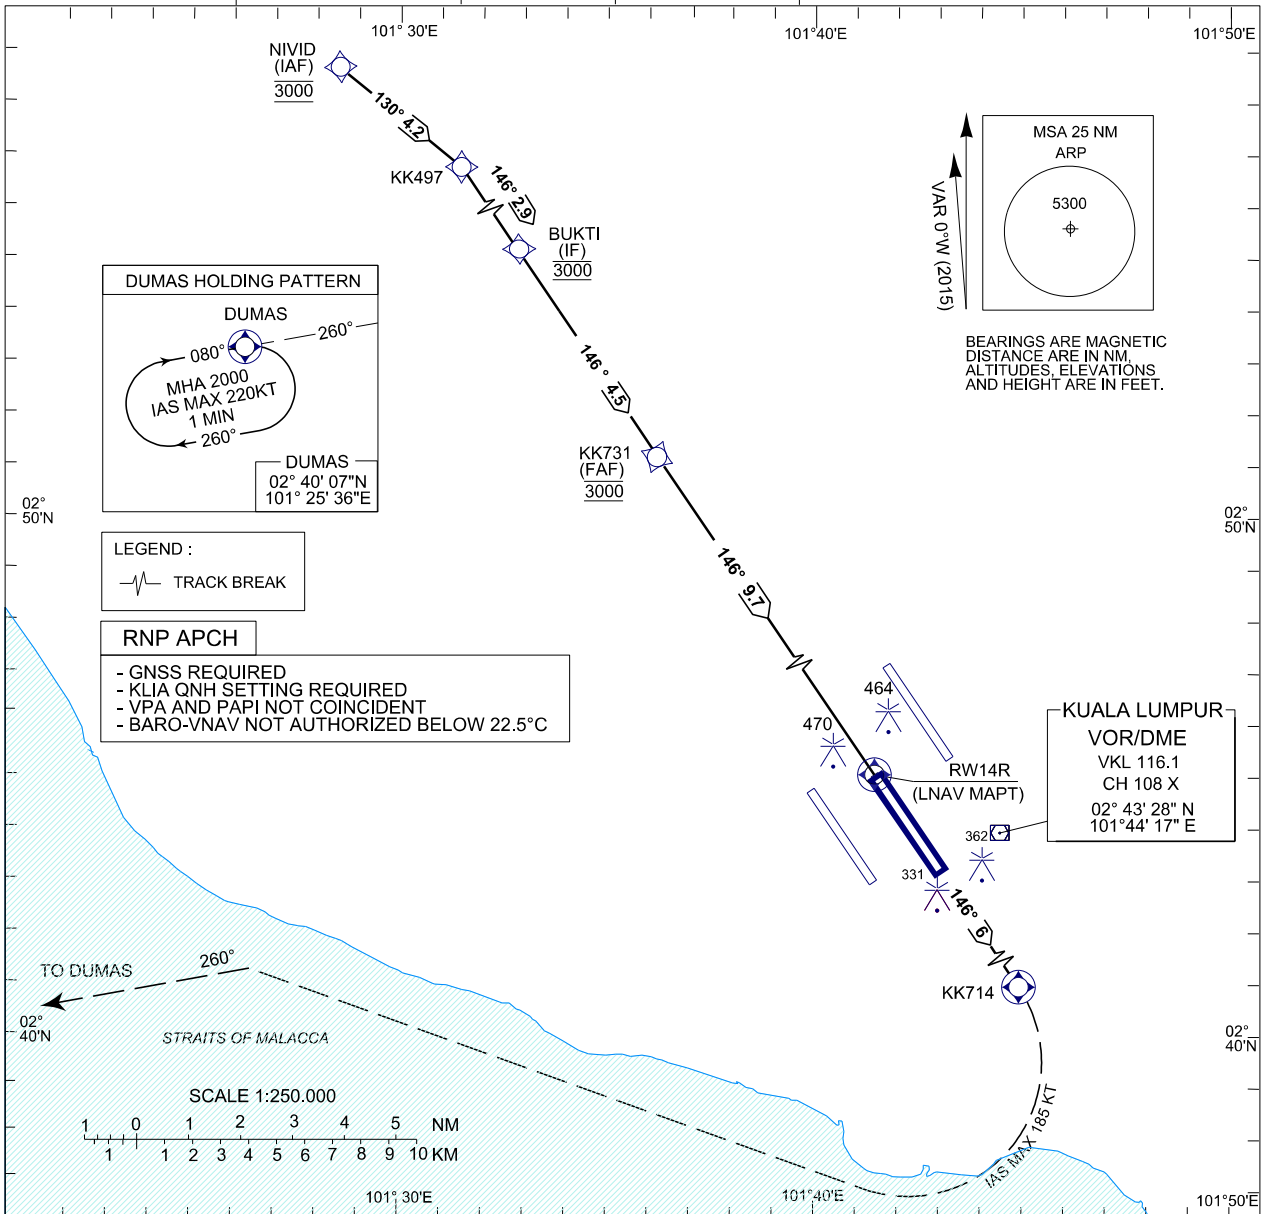 101° 30'E
101°40'E
101°50'E
NIVID
(IAF)
3000
130° 4.2
KK497
146° 2.9
BUKTI
(IF)
3000
MSA 25 NM
ARP
5300
VAR 0°W (2015)
BEARINGS ARE MAGNETIC
DISTANCE ARE IN NM,
ALTITUDES, ELEVATIONS
AND HEIGHT ARE IN FEET.
DUMAS HOLDING PATTERN
DUMAS
260°
080°
MHA 2000
IAS MAX 220KT
1 MIN
260°
DUMAS
02° 40' 07"N
101° 25' 36"E
146° 4.5
KK731
(FAF)
3000
02°
50'N
02°
50'N
LEGEND :
TRACK BREAK
146° 9.7
RNP APCH
- GNSS REQUIRED
- KLIA QNH SETTING REQUIRED
- VPA AND PAPI NOT COINCIDENT
- BARO-VNAV NOT AUTHORIZED BELOW 22.5°C
464
470
RW14R
(LNAV MAPT)
KUALA LUMPUR
VOR/DME
VKL 116.1
CH 108 X
02° 43' 28" N
101°44' 17" E
362
331
146° 6
KK714
TO DUMAS
260°
02°
40'N
02°
40'N
STRAITS OF MALACCA
SCALE 1:250.000
1 0 1 2 3 4 5 NM
1 1 2 3 4 5 6 7 8 9 10 KM
IAS MAX 185 KT
101° 30'E
101°40'E
101°50'E